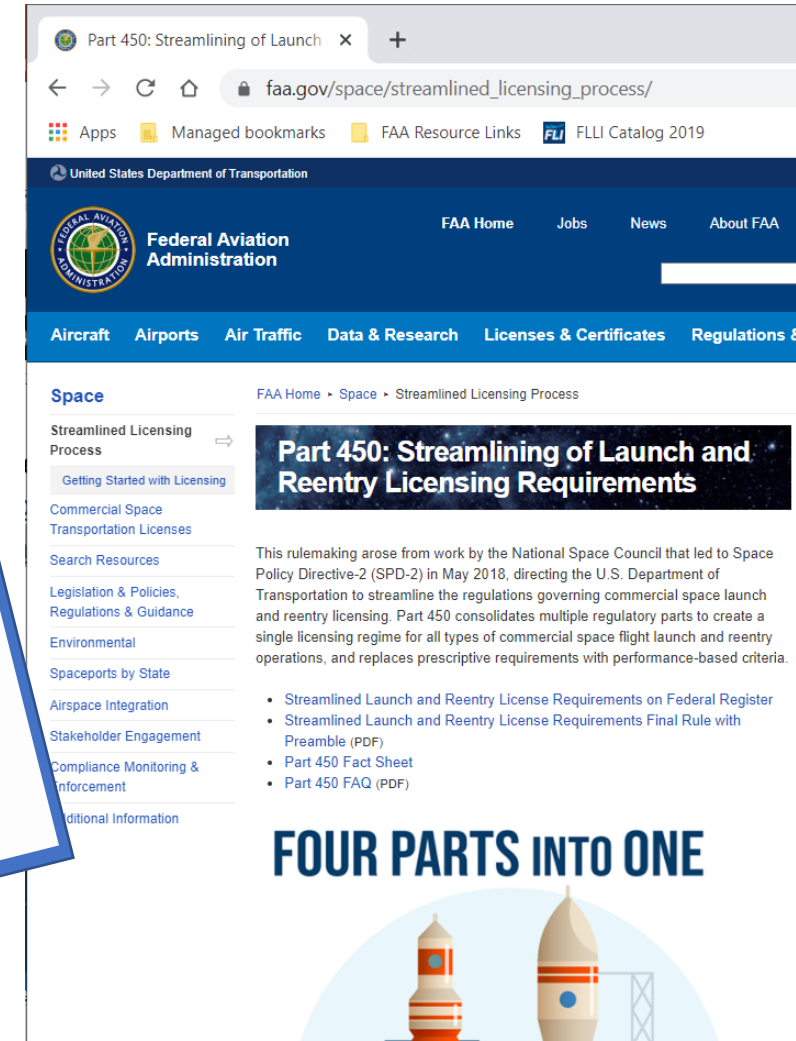 Part 450: Streamlining of Launch
faa.gov/space/streamlined_licensing_process/
Apps Managed bookmarks FAA Resource Links FLI FLLI Catalog 2019
United States Department of Transportation
FEDERAL AVIATION ADMINISTRATION
Federal Aviation
Administration
FAA Home Jobs News About FAA
Aircraft Airports Air Traffic Data & Research Licenses & Certificates Regulations &
Space
Streamlined Licensing
Process
Getting Started with Licensing
Commercial Space
Transportation Licenses
Search Resources
Legislation & Policies,
Regulations & Guidance
Environmental
Spaceports by State
Airspace Integration
Stakeholder Engagement
Compliance Monitoring &
Enforcement
ditional Information
FAA Home ▸ Space ▸ Streamlined Licensing Process
Part 450: Streamlining of Launch and
Reentry Licensing Requirements
This rulemaking arose from work by the National Space Council that led to Space
Policy Directive-2 (SPD-2) in May 2018, directing the U.S. Department of
Transportation to streamline the regulations governing commercial space launch
and reentry licensing. Part 450 consolidates multiple regulatory parts to create a
single licensing regime for all types of commercial space flight launch and reentry
operations, and replaces prescriptive requirements with performance-based criteria.
• Streamlined Launch and Reentry License Requirements on Federal Register
• Streamlined Launch and Reentry License Requirements Final Rule with
Preamble (PDF)
• Part 450 Fact Sheet
• Part 450 FAQ (PDF)
FOUR PARTS INTO ONE